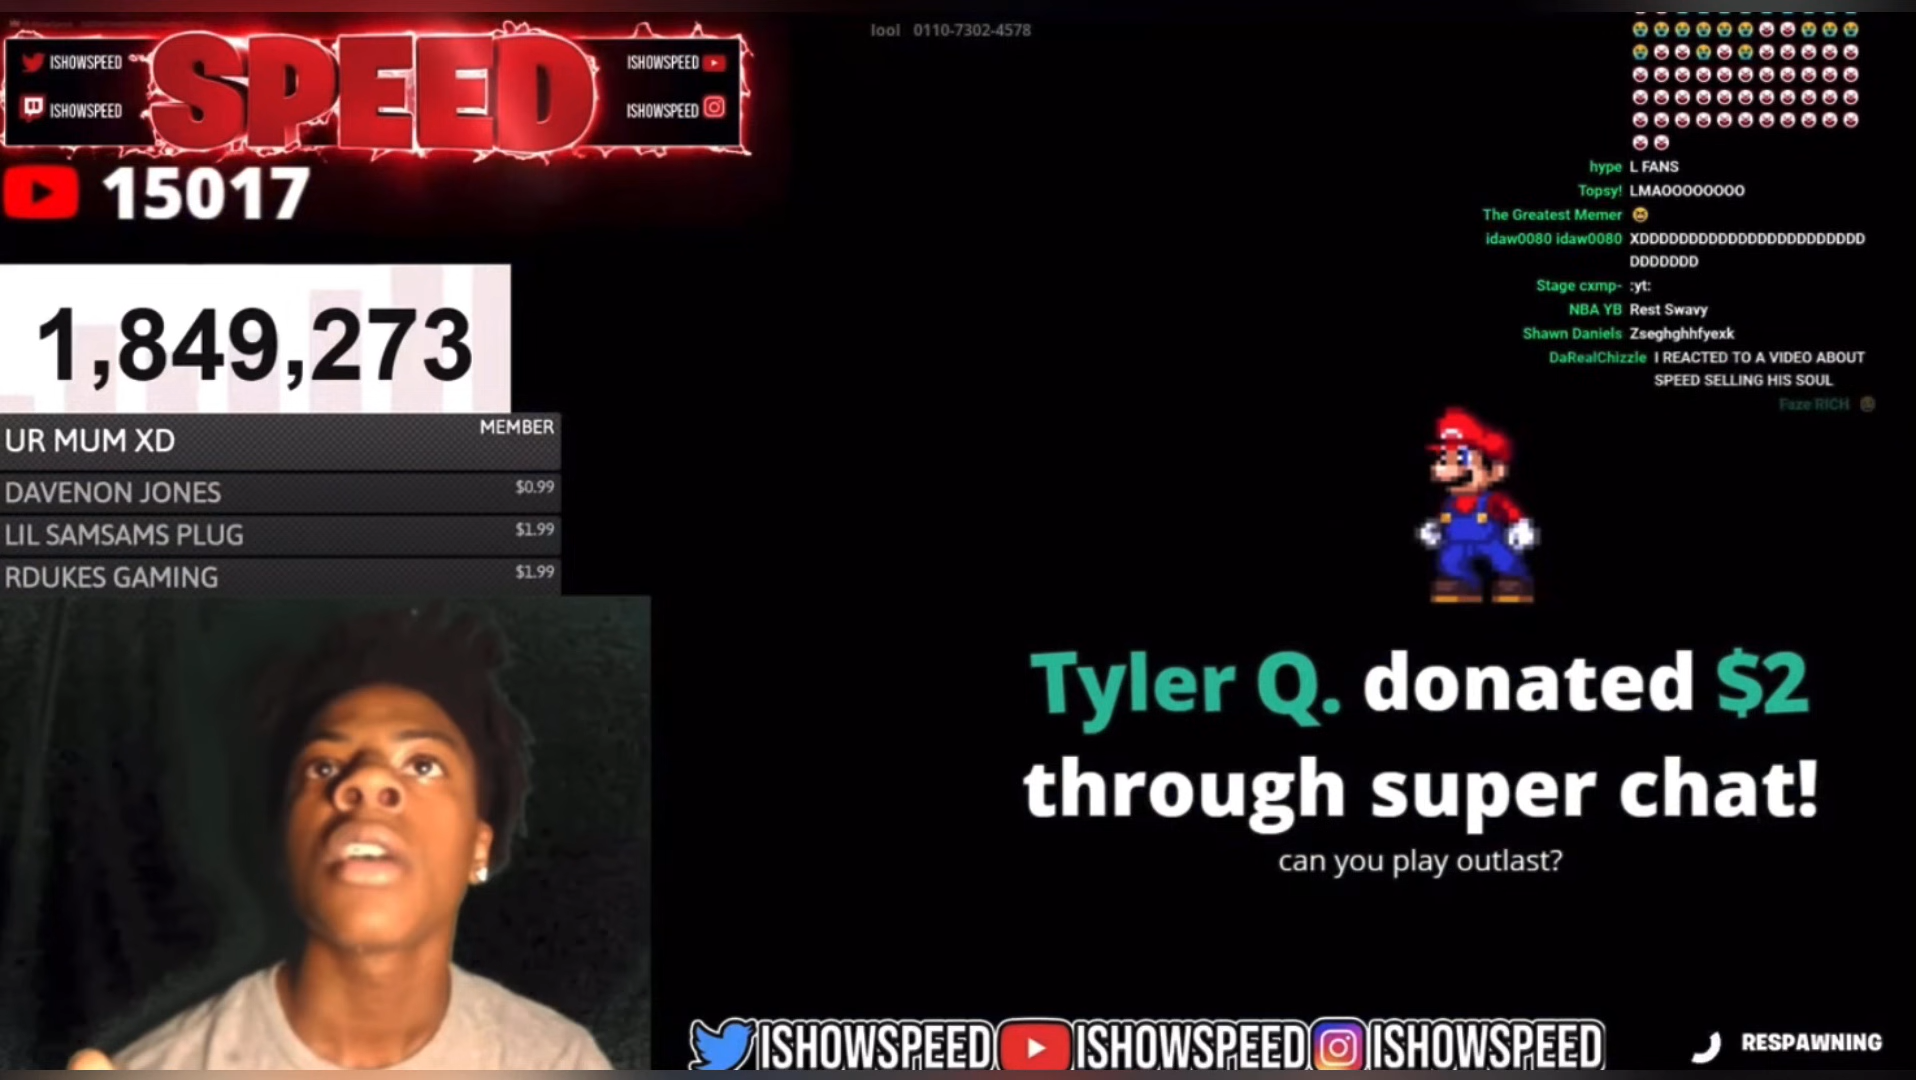 lool 0110-7302-4578
ISHOWSPEED
SPEED
ISHOWSPEED
ISHOWSPEED
ISHOWSPEED
15017
1,849,273
UR MUM XD MEMBER
DAVENON JONES $0.99
LIL SAMSAMS PLUG $1.99
RDUKES GAMING $1.99
hype L FANS
Topsy! LMAOOOOOOOO
The Greatest Memer 😆
idaw0080 idaw0080 XDDDDDDDDDDDDDDDDDDDDDDD
DDDDDDD
Stage cxmp- :yt:
NBA YB Rest Swavy
Shawn Daniels Zseghghhfyexk
DaRealChizzle I REACTED TO A VIDEO ABOUT
SPEED SELLING HIS SOUL
Faze RICH
Tyler Q. donated $2
through super chat!
can you play outlast?
ISHOWSPEED ISHOWSPEED ISHOWSPEED
RESPAWNING